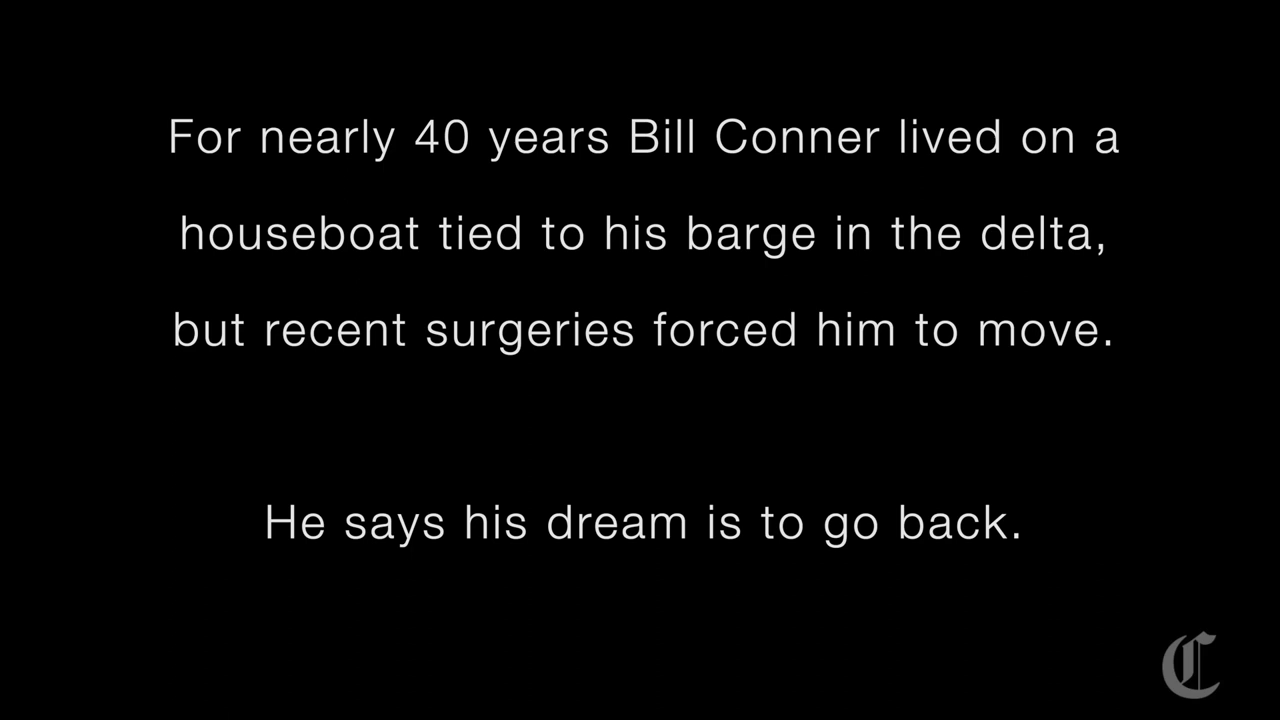 For nearly 40 years Bill Conner lived on a
houseboat tied to his barge in the delta,
but recent surgeries forced him to move.
He says his dream is to go back.
C